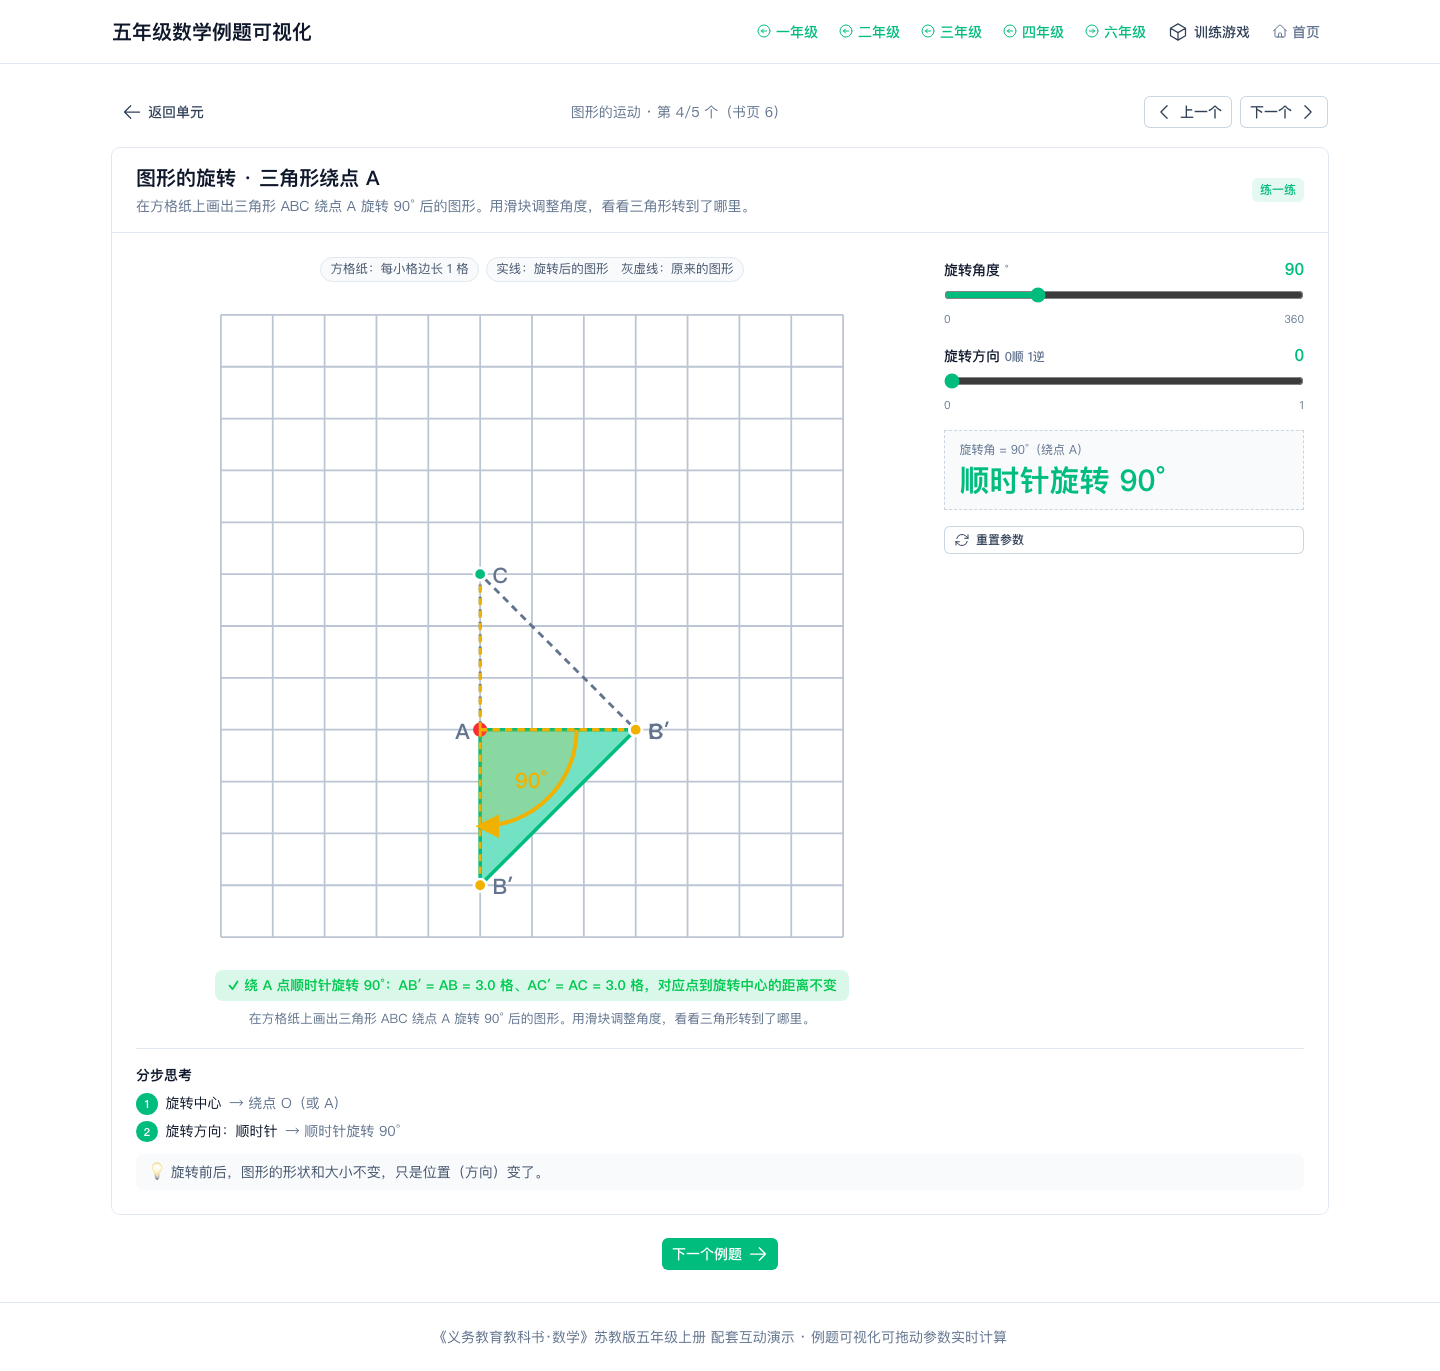 五年级数学例题可视化
一年级 二年级 三年级 四年级 六年级 训练游戏 首页
返回单元
图形的运动 · 第 4/5 个（书页 6）
上一个 下一个
图形的旋转 · 三角形绕点 A
在方格纸上画出三角形 ABC 绕点 A 旋转 90° 后的图形。用滑块调整角度，看看三角形转到了哪里。
练一练
方格纸：每小格边长 1 格
实线：旋转后的图形 灰虚线：原来的图形
C
A
B′
90°
B′
旋转角度 °
90
0 360
旋转方向 0顺 1逆
0
0 1
旋转角 = 90°（绕点 A）
顺时针旋转 90°
重置参数
✓ 绕 A 点顺时针旋转 90°：AB′ = AB = 3.0 格、AC′ = AC = 3.0 格，对应点到旋转中心的距离不变
在方格纸上画出三角形 ABC 绕点 A 旋转 90° 后的图形。用滑块调整角度，看看三角形转到了哪里。
分步思考
1 旋转中心 → 绕点 O（或 A）
2 旋转方向：顺时针 → 顺时针旋转 90°
💡 旋转前后，图形的形状和大小不变，只是位置（方向）变了。
下一个例题 →
《义务教育教科书·数学》苏教版五年级上册 配套互动演示 · 例题可视化可拖动参数实时计算